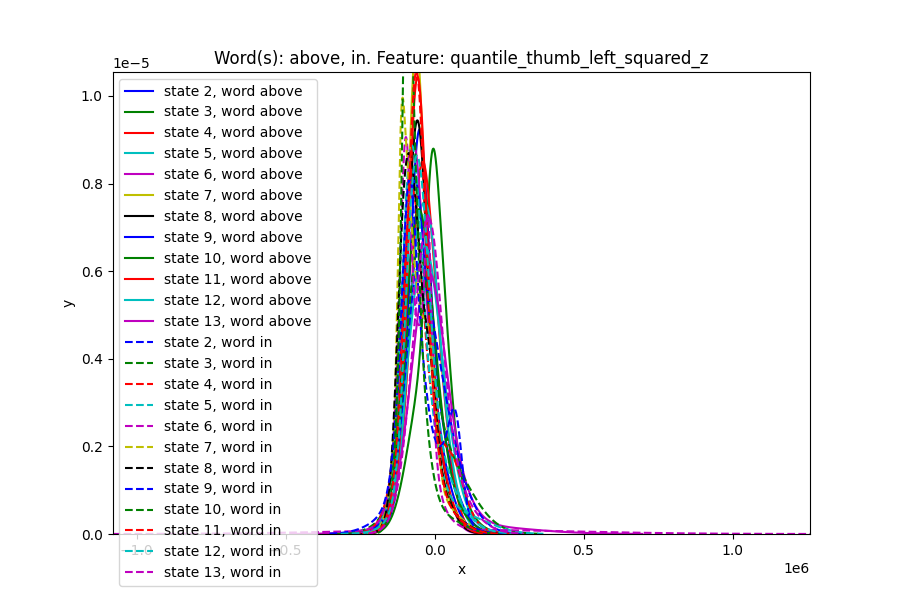 Word(s): above, in. Feature: quantile_thumb_left_squared_z
1e−5
1.0
0.8
0.6
0.4
0.2
0.0
y
state 2, word above
state 3, word above
state 4, word above
state 5, word above
state 6, word above
state 7, word above
state 8, word above
state 9, word above
state 10, word above
state 11, word above
state 12, word above
state 13, word above
state 2, word in
state 3, word in
state 4, word in
state 5, word in
state 6, word in
state 7, word in
state 8, word in
state 9, word in
state 10, word in
state 11, word in
state 12, word in
state 13, word in
−1.0 −0.5 0.0 0.5 1.0
x
1e6